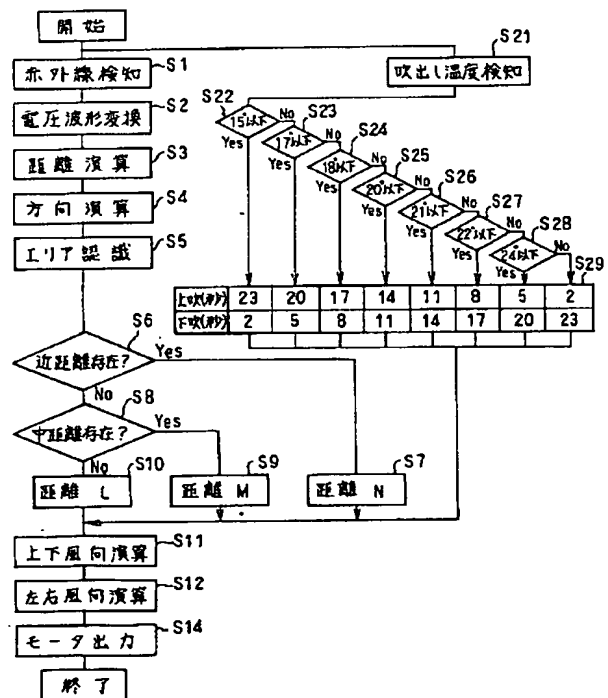 開始
S1
赤外線検知
S2
電圧波形変換
S3
距離演算
S4
方向演算
S5
エリア認識
S21
吹出し温度検知
S22
15°以下
No
Yes
S23
17°以下
No
Yes
S24
18°以下
No
Yes
S25
20°以下
No
Yes
S26
21°以下
No
Yes
S27
22°以下
No
Yes
S28
24°以下
No
Yes
S29
上吹(秒) 23 20 17 14 11 8 5 2
下吹(秒) 2 5 8 11 14 17 20 23
S6
近距離存在?
Yes
No
S8
中距離存在?
Yes
No
S10
距離 L
S9
距離 M
S7
距離 N
S11
上下風向演算
S12
左右風向演算
S14
モータ出力
終了